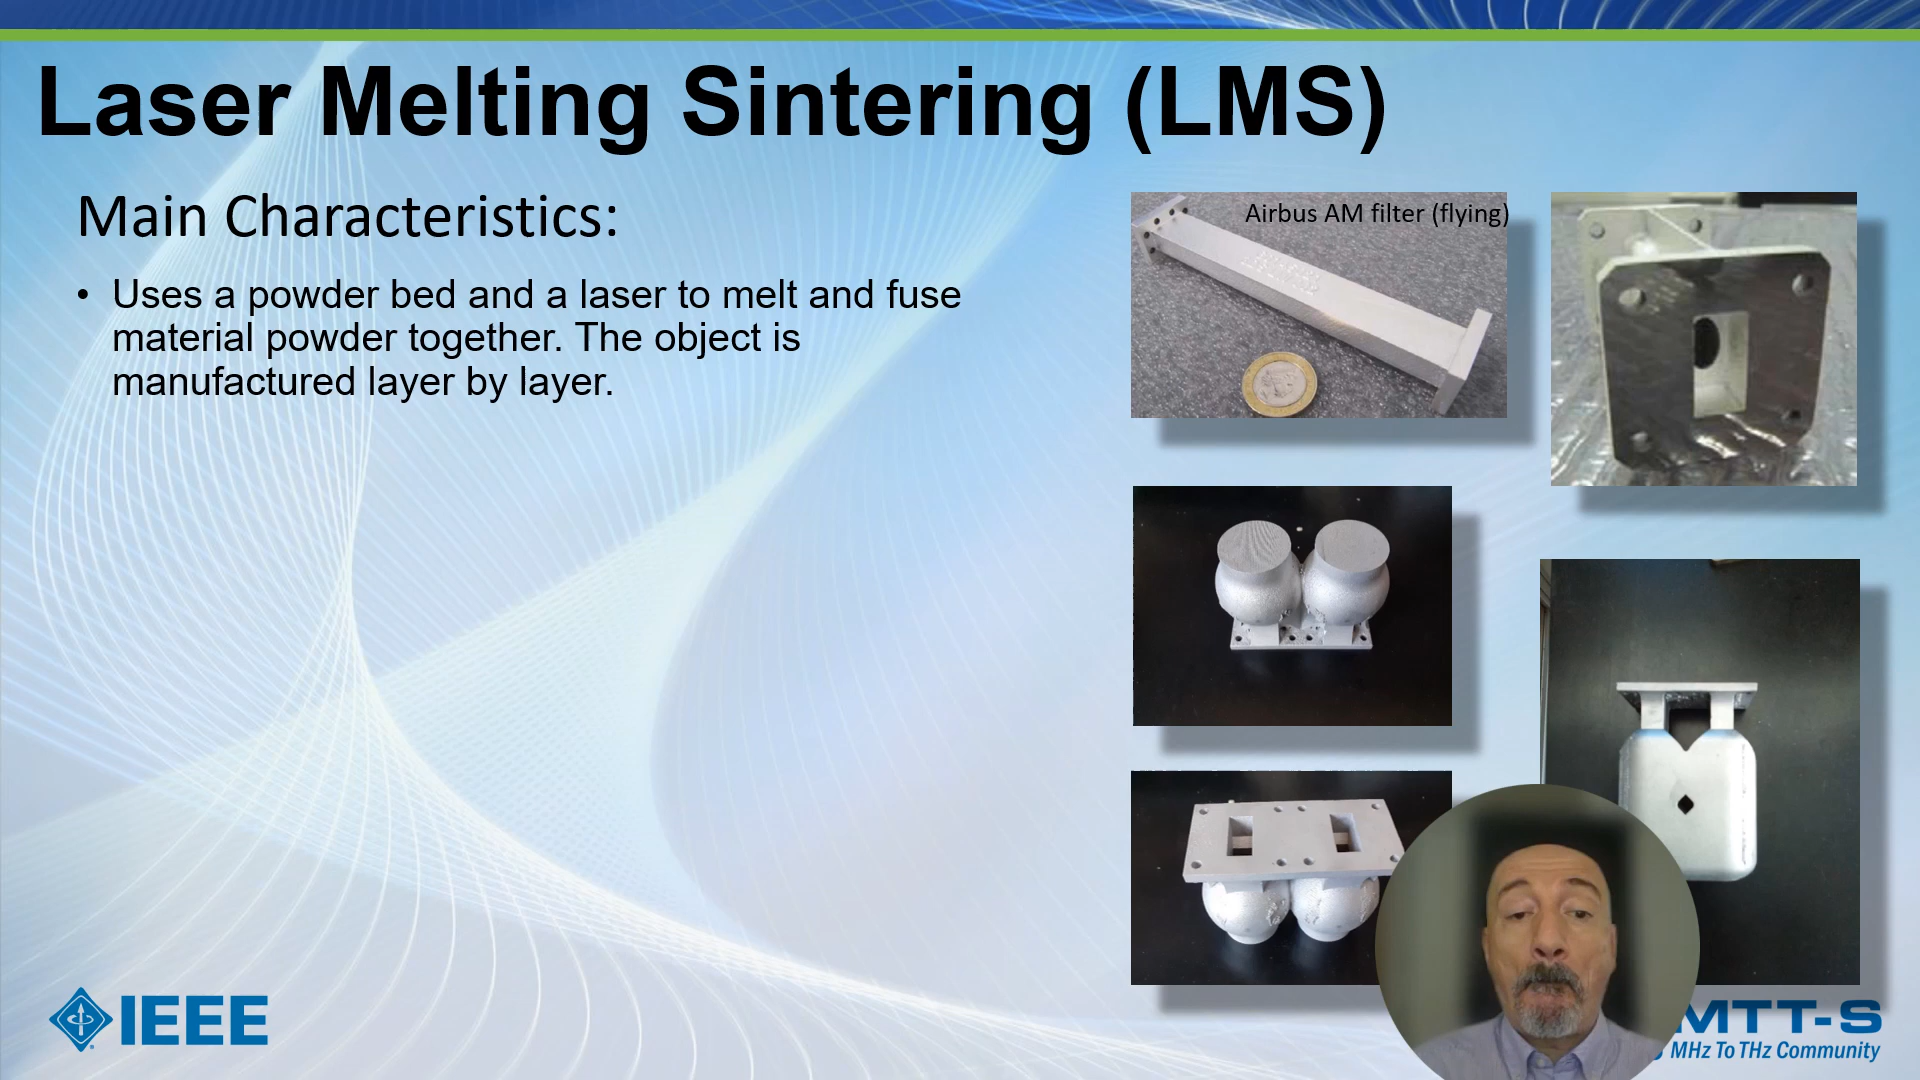 Laser Melting Sintering (LMS)
Main Characteristics:
• Uses a powder bed and a laser to melt and fuse
material powder together. The object is
manufactured layer by layer.
Airbus AM filter (flying)
IEEE
MTT-S
MHz To THz Community